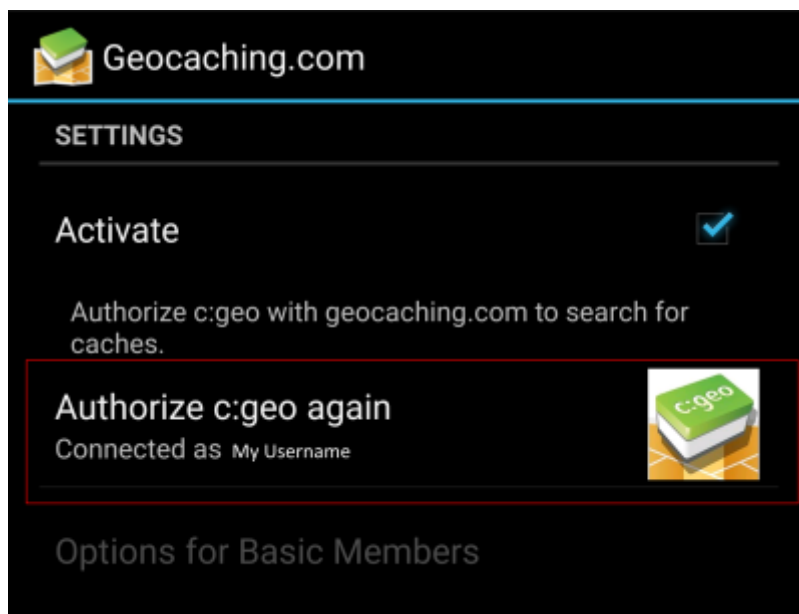 Geocaching.com
SETTINGS
Activate
Authorize c:geo with geocaching.com to search for
caches.
Authorize c:geo again
Connected as My Username
c:geo
Options for Basic Members